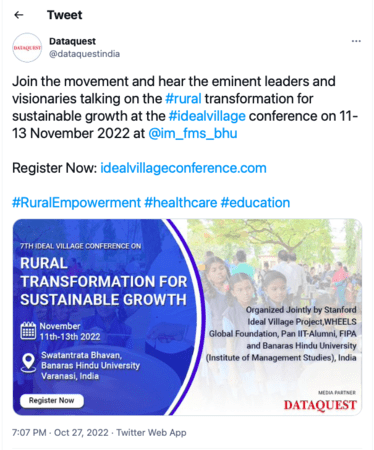 Tweet
DATAQUEST
Dataquest
@dataquestindia
Join the movement and hear the eminent leaders and
visionaries talking on the #rural transformation for
sustainable growth at the #idealvillage conference on 11-
13 November 2022 at @im_fms_bhu
Register Now: idealvillageconference.com
#RuralEmpowerment #healthcare #education
7TH IDEAL VILLAGE CONFERENCE ON
RURAL
TRANSFORMATION FOR
SUSTAINABLE GROWTH
November
11th-13th 2022
Swatantrata Bhavan,
Banaras Hindu University
Varanasi, India
Register Now
Organized Jointly by Stanford
Ideal Village Project,WHEELS
Global Foundation, Pan IIT-Alumni, FIPA
and Banaras Hindu University
(Institute of Management Studies), India
MEDIA PARTNER
DATAQUEST
7:07 PM · Oct 27, 2022 · Twitter Web App